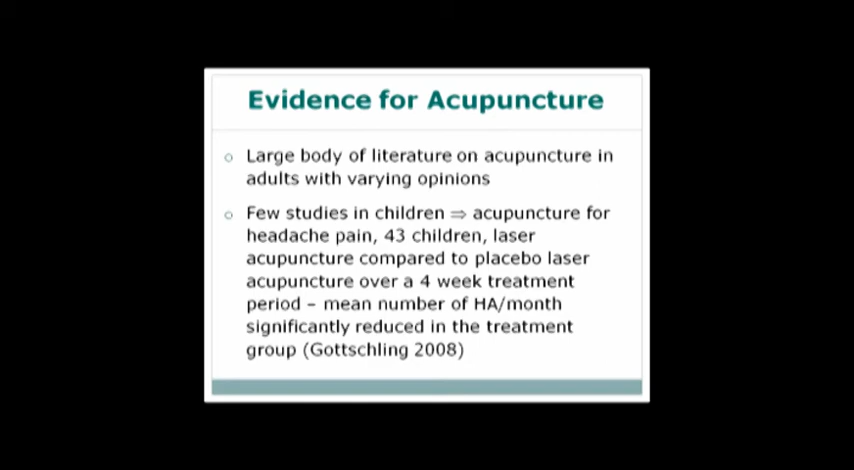 Evidence for Acupuncture
○ Large body of literature on acupuncture in
adults with varying opinions
○ Few studies in children ⇒ acupuncture for
headache pain, 43 children, laser
acupuncture compared to placebo laser
acupuncture over a 4 week treatment
period – mean number of HA/month
significantly reduced in the treatment
group (Gottschling 2008)